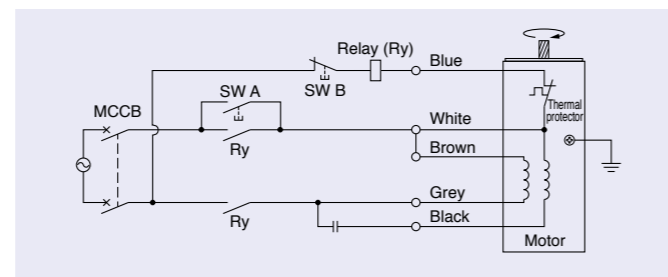 Relay (Ry)
Blue
SW A
SW B
MCCB
Thermal
protector
White
Ry
Brown
Grey
Ry
Black
Motor